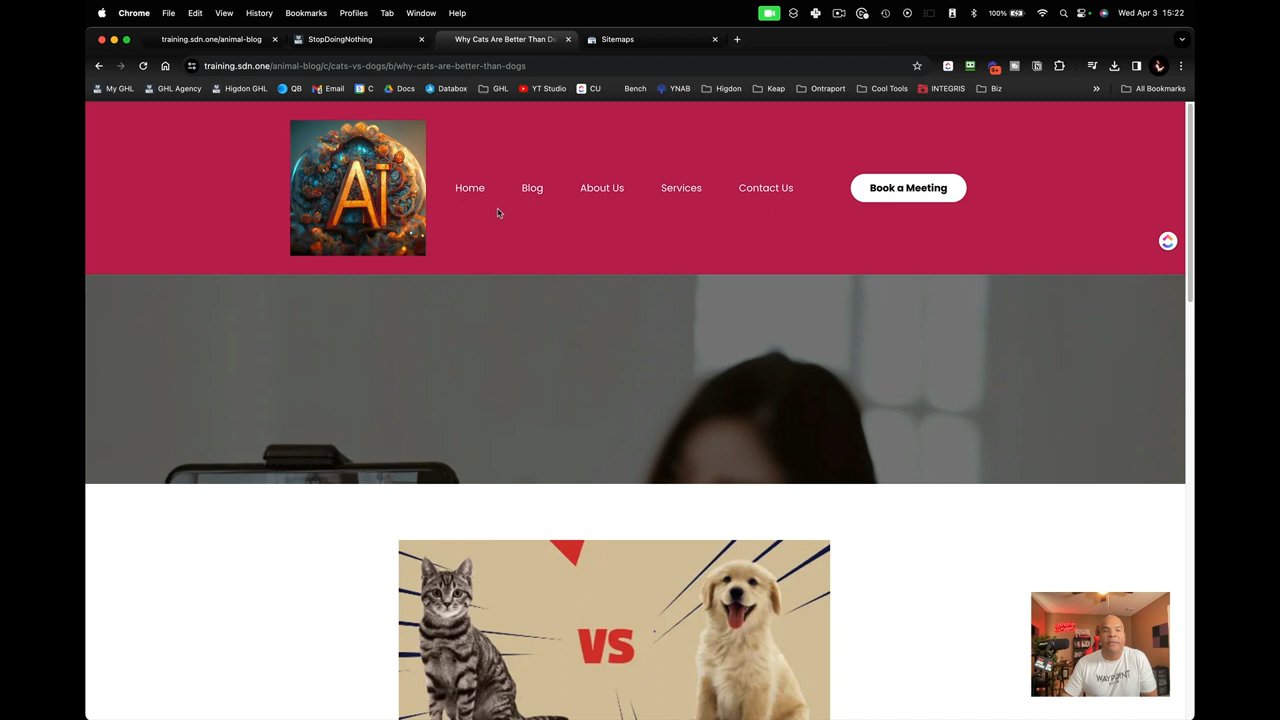 Chrome File Edit View History Bookmarks Profiles Tab Window Help 100% Wed Apr 3 15:22
training.sdn.one/animal-blog StopDoingNothing Why Cats Are Better Than Do Sitemaps
training.sdn.one/animal-blog/c/cats-vs-dogs/b/why-cats-are-better-than-dogs
My GHL GHL Agency Higdon GHL QB Email C Docs Databox GHL YT Studio CU Bench YNAB Higdon Keap Ontraport Cool Tools INTEGRIS Biz All Bookmarks
Ai
Home Blog About Us Services Contact Us Book a Meeting
VS
WAYPOINT